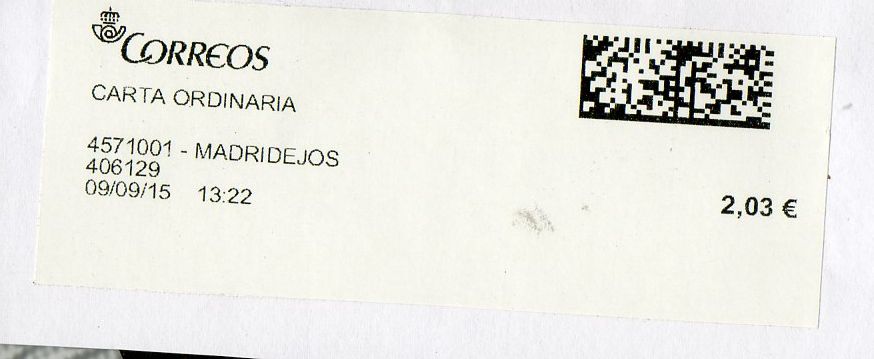 CORREOS
CARTA ORDINARIA
4571001 - MADRIDEJOS
406129
09/09/15 13:22
2,03 €